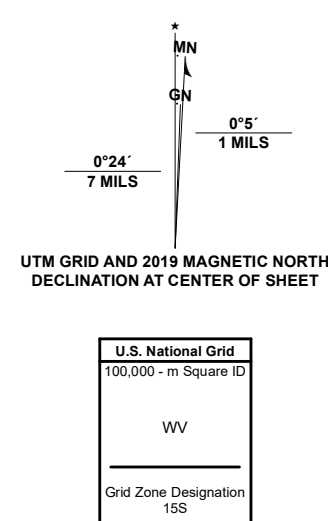 ★
MN
GN
0°5´
1 MILS
0°24´
7 MILS
UTM GRID AND 2019 MAGNETIC NORTH
DECLINATION AT CENTER OF SHEET
U.S. National Grid
100,000 - m Square ID
WV
Grid Zone Designation
15S